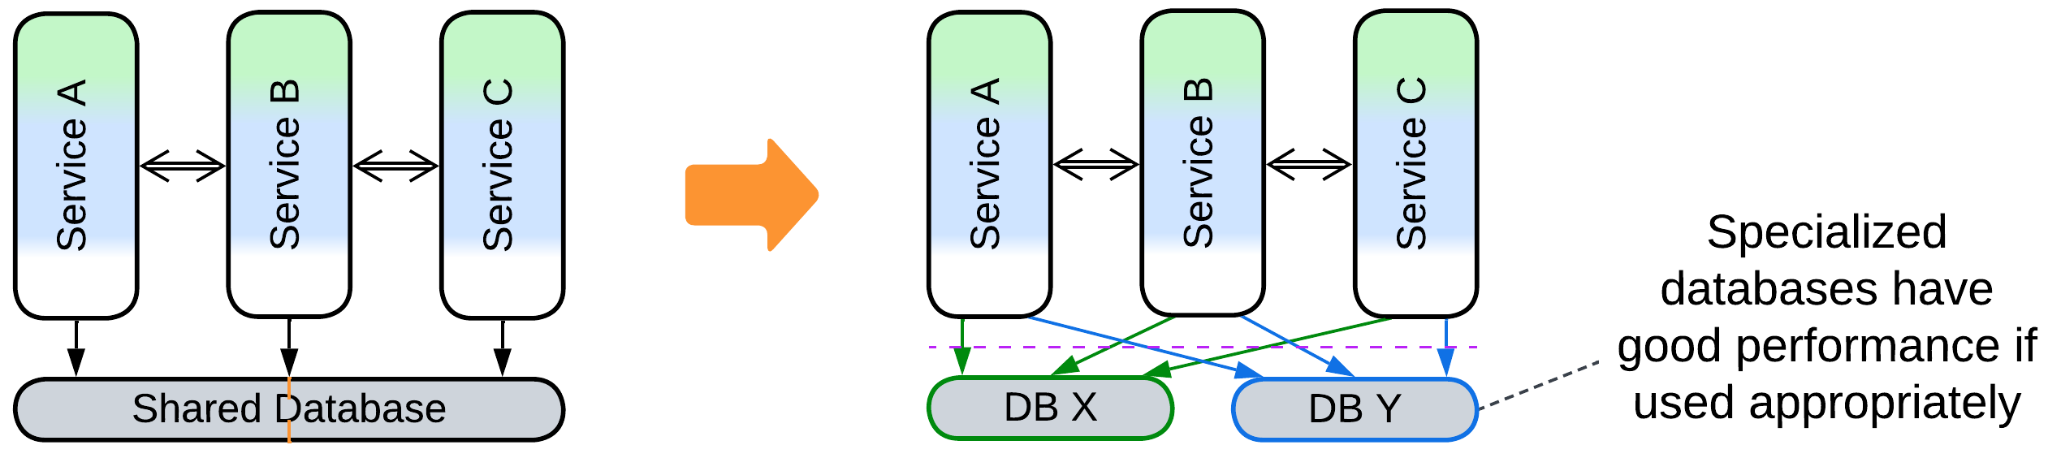 Service A
Service B
Service C
Shared Database
Service A
Service B
Service C
DB X
DB Y
Specialized
databases have
good performance if
used appropriately